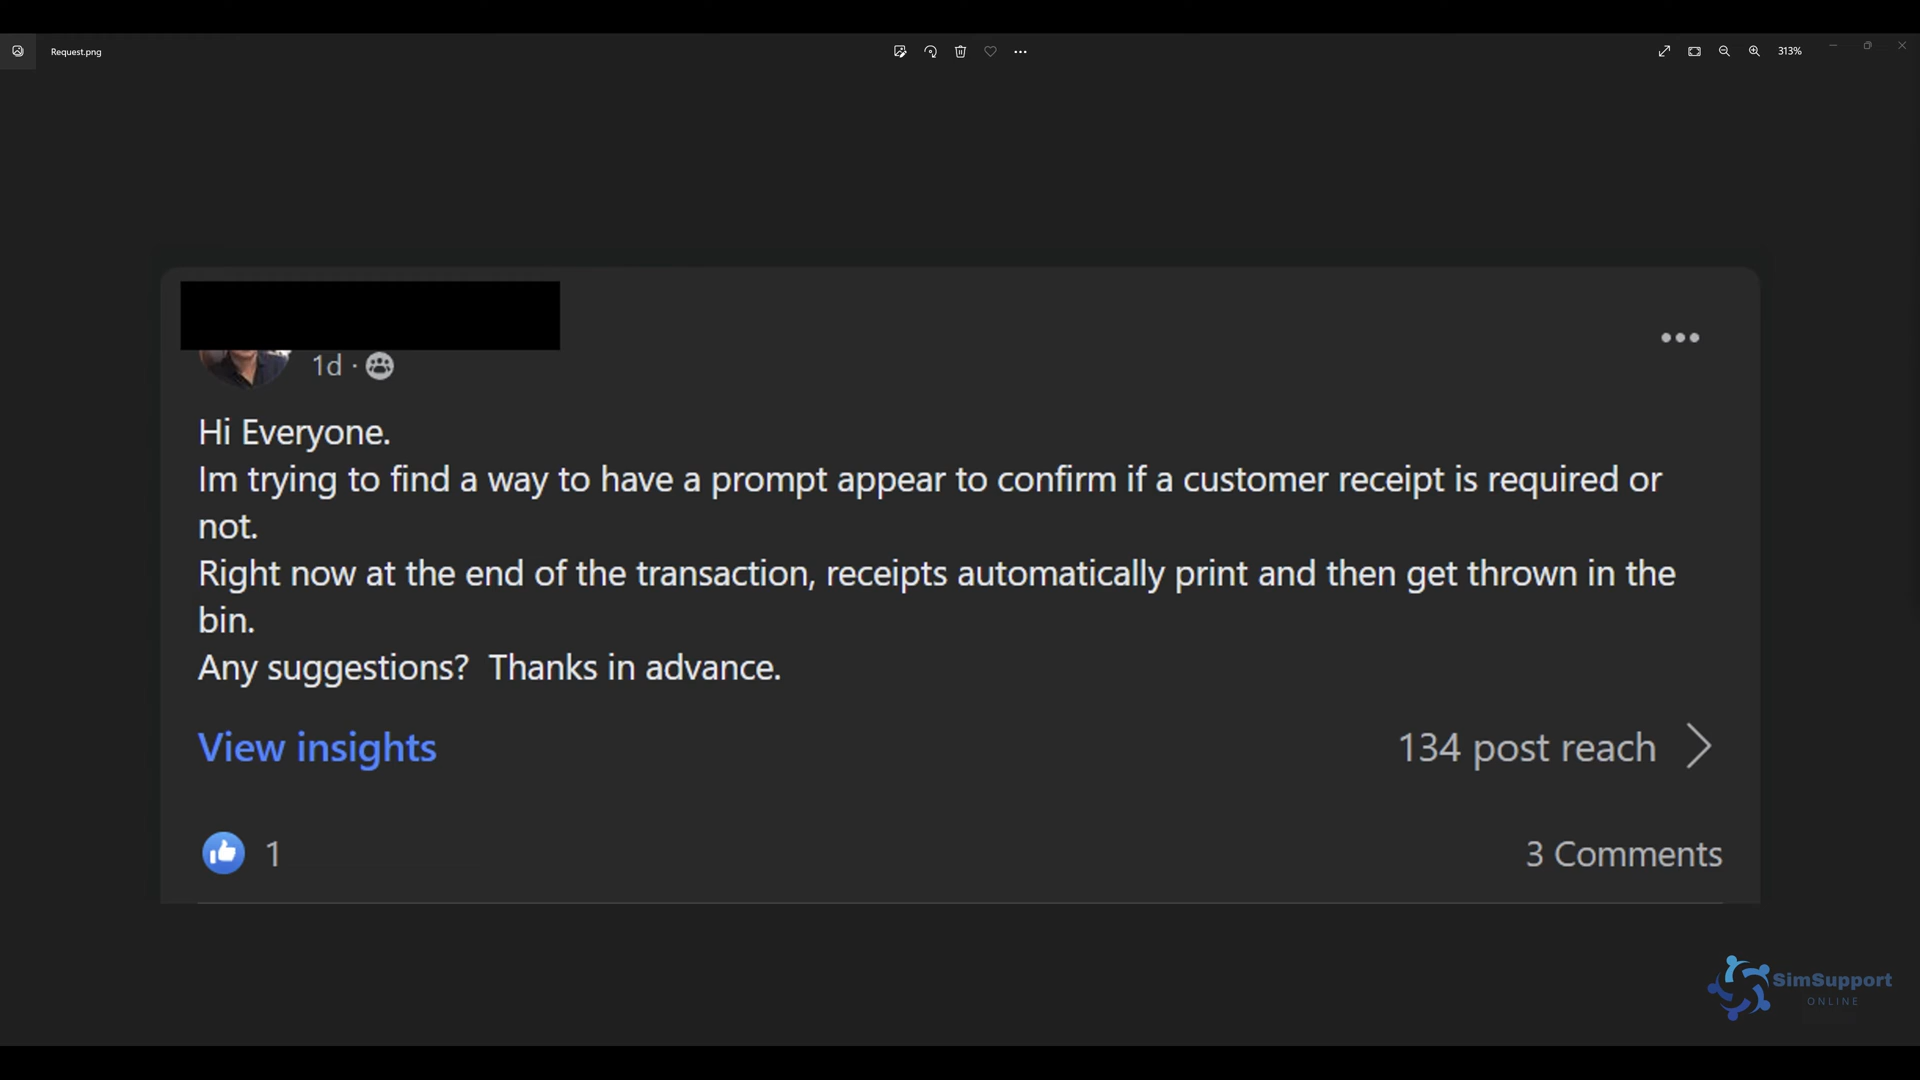 Request.png
313%
1d ·
Hi Everyone.
Im trying to find a way to have a prompt appear to confirm if a customer receipt is required or
not.
Right now at the end of the transaction, receipts automatically print and then get thrown in the
bin.
Any suggestions?  Thanks in advance.
View insights
134 post reach
1
3 Comments
SimSupport
ONLINE